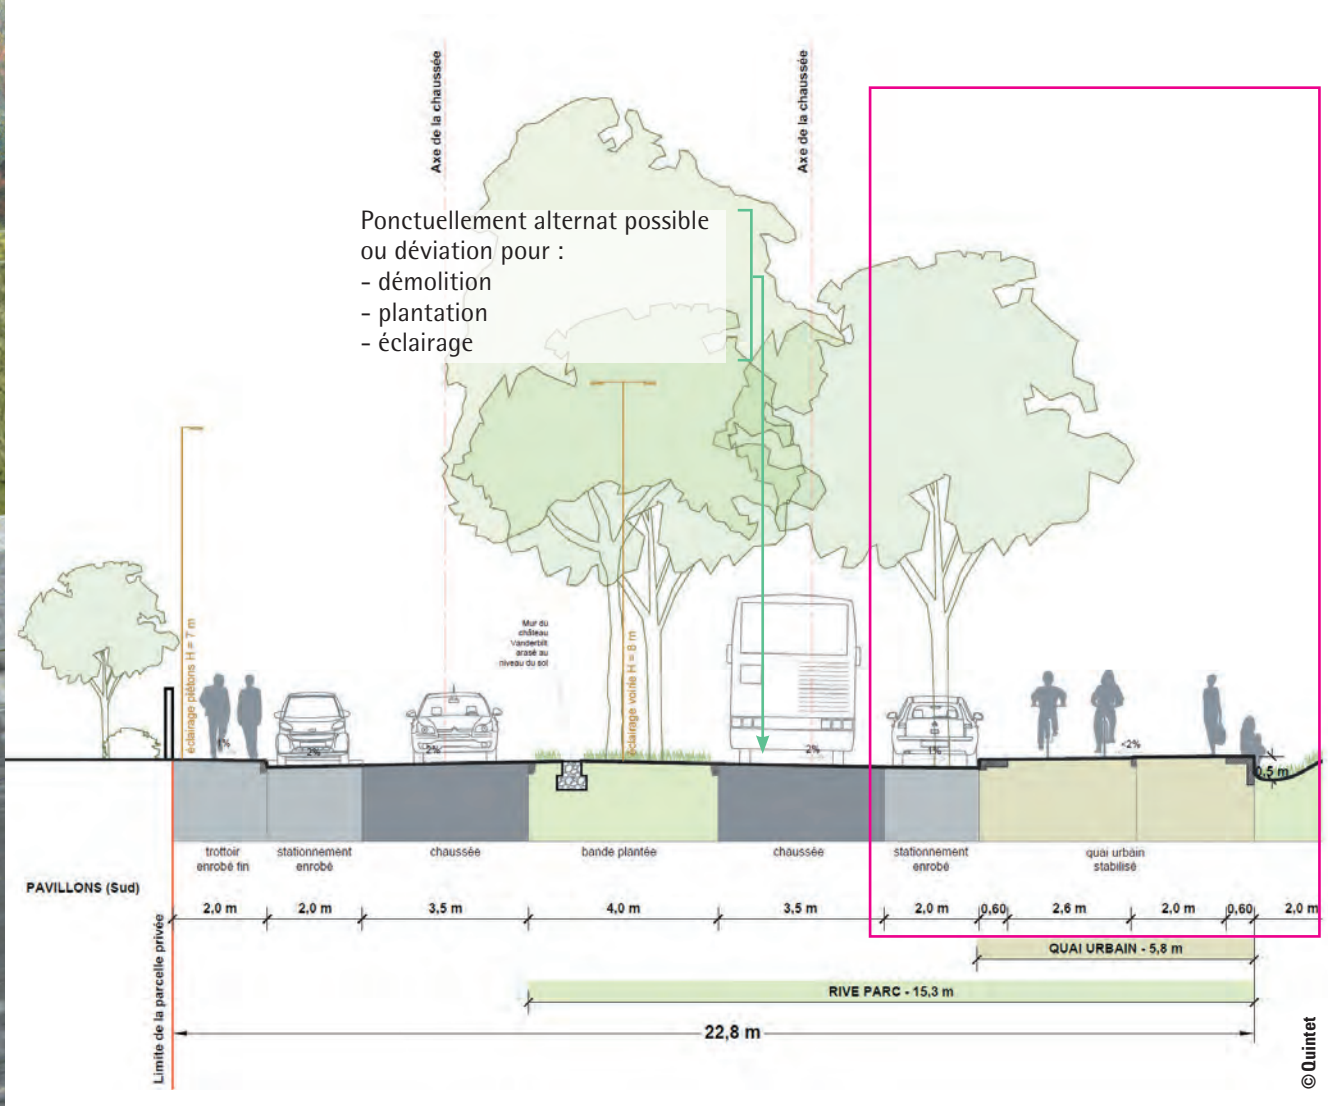 Axe de la chaussée
Axe de la chaussée
Ponctuellement alternat possible
ou déviation pour :
- démolition
- plantation
- éclairage
éclairage piétons H = 7 m
Mur du
château
Vanderbilt
arasé au
niveau du sol
éclairage voirie H = 8 m
1%
2%
2%
2%
1%
<2%
0,5 m
trottoir
enrobé fin
stationnement
enrobé
chaussée
bande plantée
chaussée
stationnement
enrobé
quai urbain
stabilisé
PAVILLONS (Sud)
2,0 m
2,0 m
3,5 m
4,0 m
3,5 m
2,0 m
0,60
2,6 m
2,0 m
0,60
2,0 m
QUAI URBAIN - 5,8 m
RIVE PARC - 15,3 m
22,8 m
Limite de la parcelle privée
© Quintet